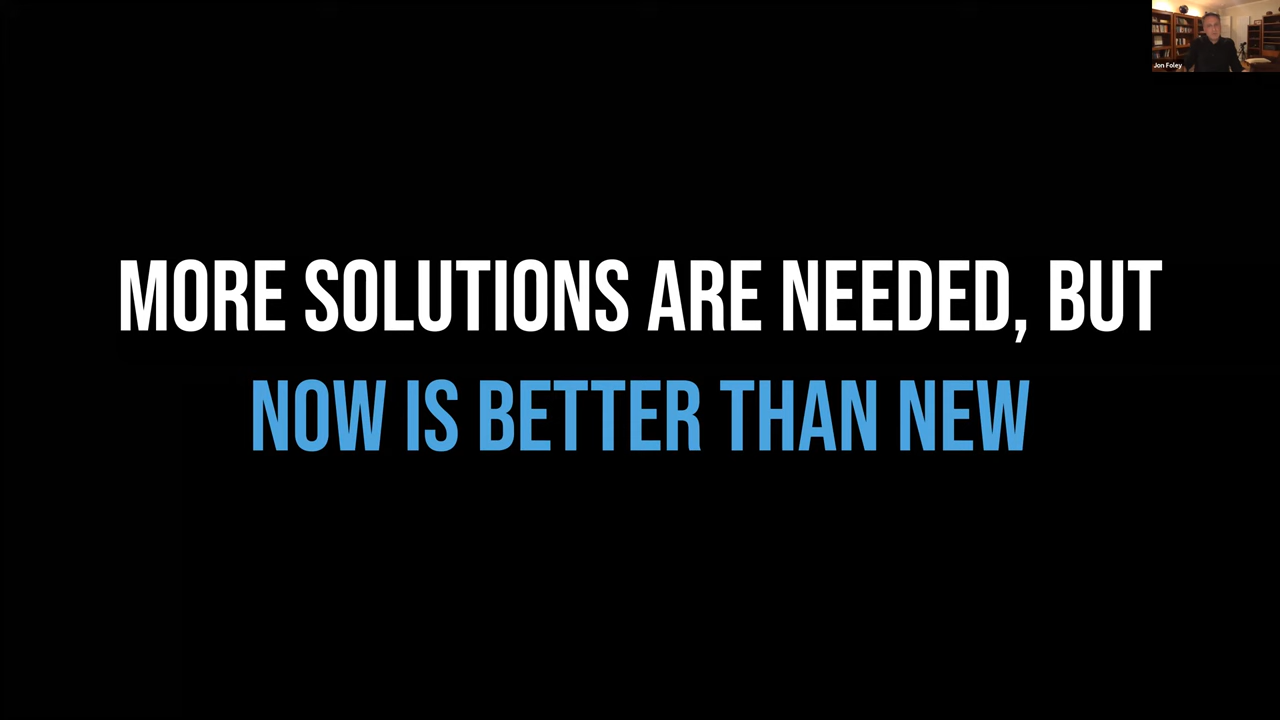 Jon Foley
MORE SOLUTIONS ARE NEEDED, BUT
NOW IS BETTER THAN NEW